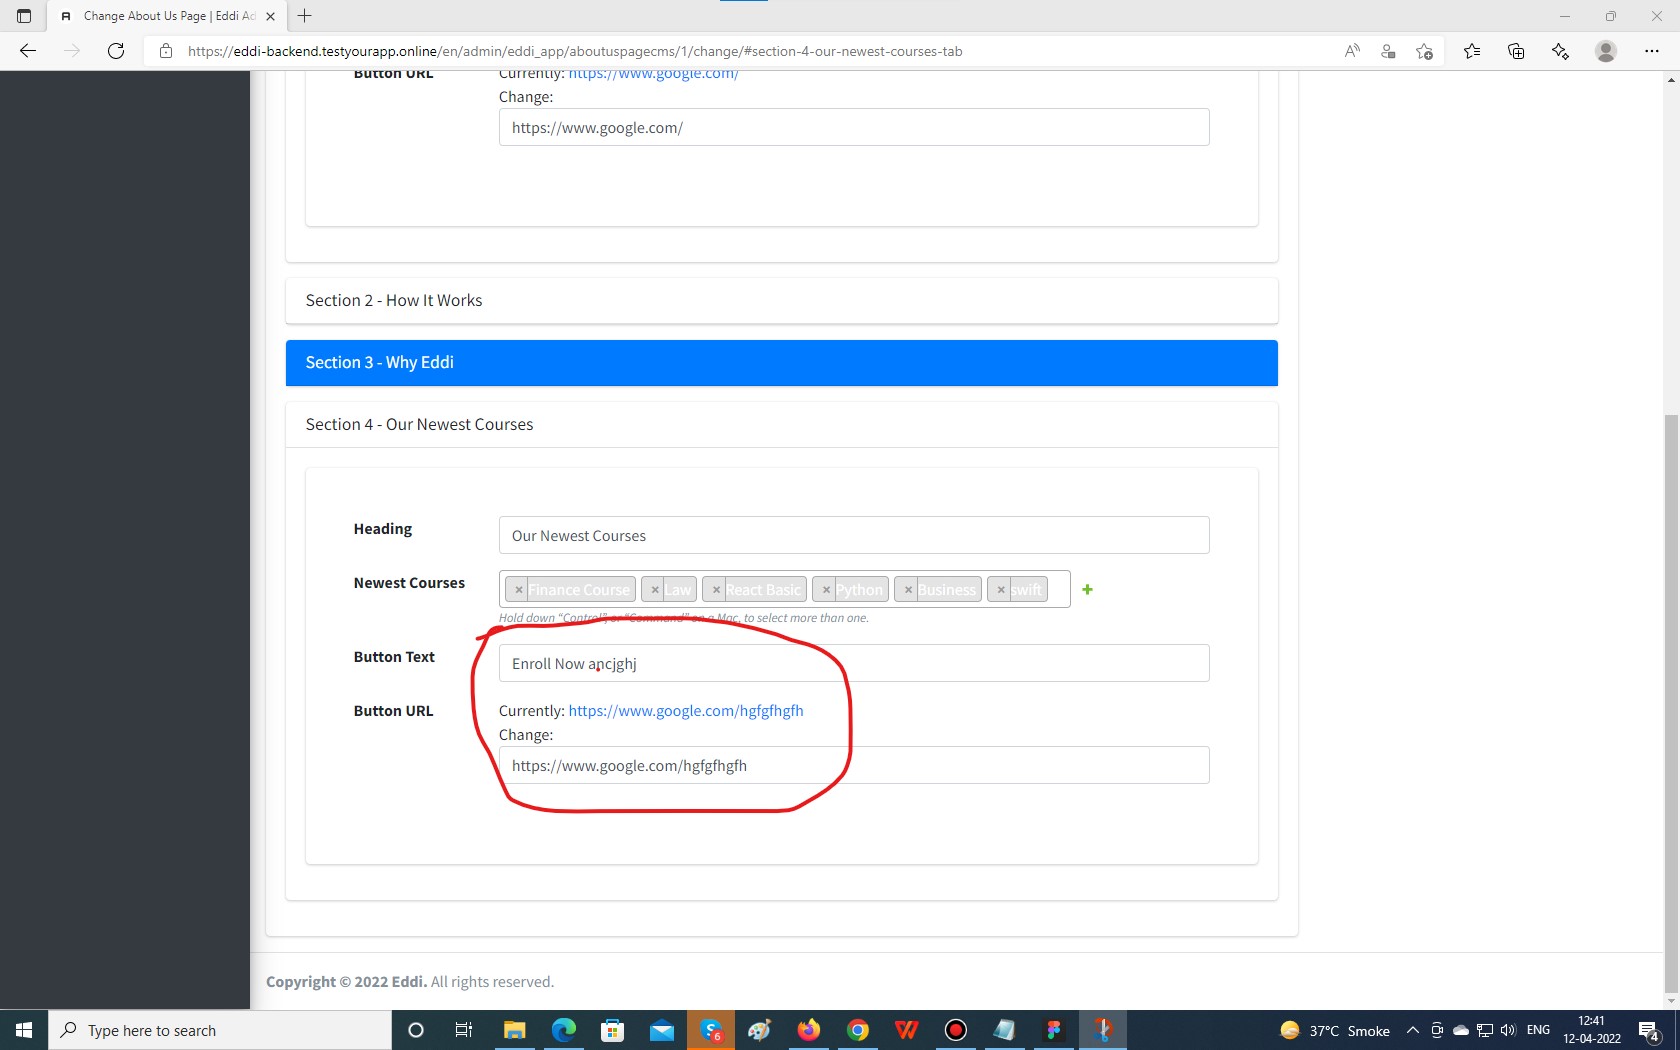 Change About Us Page | Eddi Ad
https://eddi-backend.testyourapp.online/en/admin/eddi_app/aboutuspagecms/1/change/#section-4-our-newest-courses-tab
Button URL
Currently: https://www.google.com/
Change:
https://www.google.com/
Section 2 - How It Works
Section 3 - Why Eddi
Section 4 - Our Newest Courses
Heading
Our Newest Courses
Newest Courses
× Finance Course × Law × React Basic × Python × Business × swift
Hold down “Control”, or “Command” on a Mac, to select more than one.
Button Text
Enroll Now ancjghj
Button URL
Currently: https://www.google.com/hgfgfhgfh
Change:
https://www.google.com/hgfgfhgfh
Copyright © 2022 Eddi. All rights reserved.
Type here to search
6
37°C Smoke
ENG
12:41
12-04-2022
4